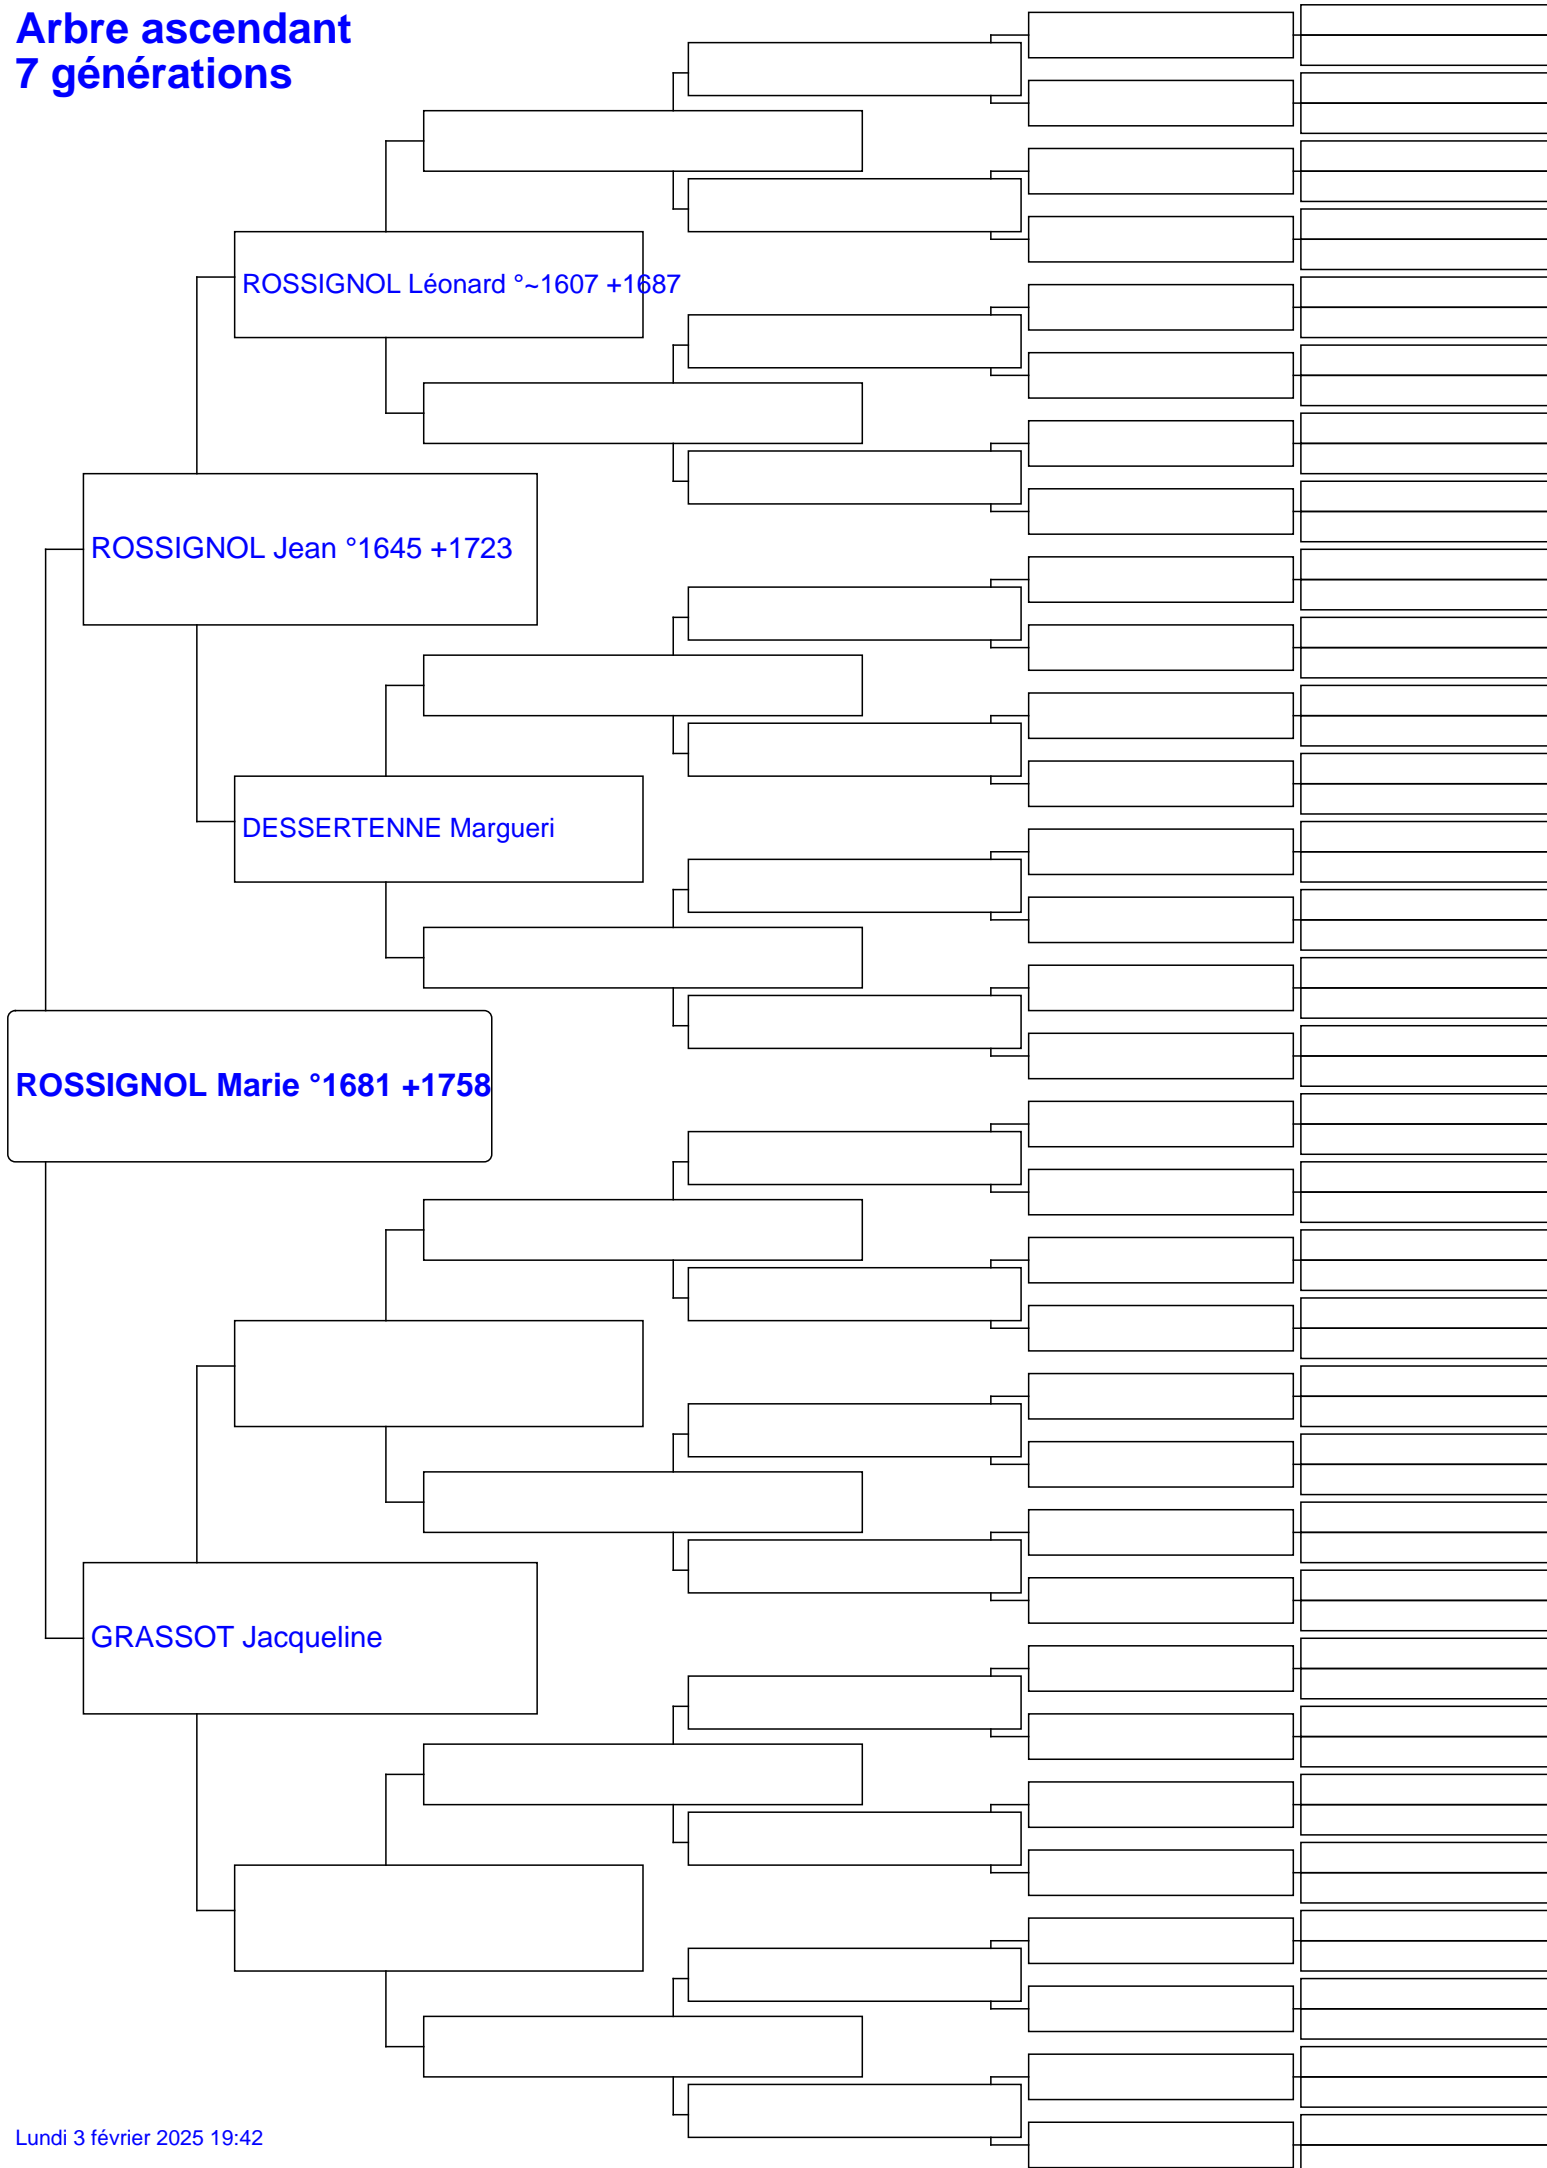 Arbre ascendant
7 générations
ROSSIGNOL Léonard °~1607 +1687
ROSSIGNOL Jean °1645 +1723
DESSERTENNE Margueri
ROSSIGNOL Marie °1681 +1758
GRASSOT Jacqueline
Lundi 3 février 2025 19:42